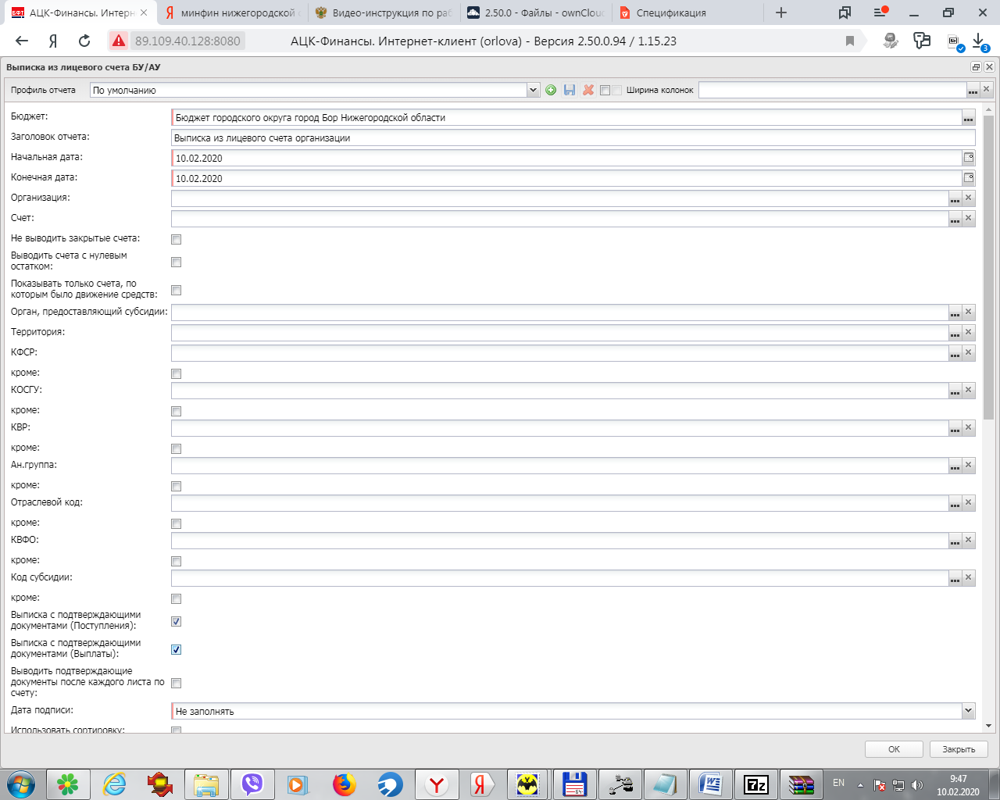 АЦК-Финансы. Интерн
минфин нижегородской
Видео-инструкция по раб
2.50.0 - Файлы - ownClou
Спецификация
89.109.40.128:8080
АЦК-Финансы. Интернет-клиент (orlova) - Версия 2.50.0.94 / 1.15.23
3
Выписка из лицевого счета БУ/АУ
Профиль отчета
По умолчанию
Ширина колонок
Бюджет:
Бюджет городского округа город Бор Нижегородской области
Заголовок отчета:
Выписка из лицевого счета организации
Начальная дата:
10.02.2020
Конечная дата:
10.02.2020
Организация:
Счет:
Не выводить закрытые счета:
Выводить счета с нулевым
остатком:
Показывать только счета, по
которым было движение средств:
Орган, предоставляющий субсидии:
Территория:
КФСР:
кроме:
КОСГУ:
кроме:
КВР:
кроме:
Ан.группа:
кроме:
Отраслевой код:
кроме:
КВФО:
кроме:
Код субсидии:
кроме:
Выписка с подтверждающими
документами (Поступления):
Выписка с подтверждающими
документами (Выплаты):
Выводить подтверждающие
документы после каждого листа по
счету:
Дата подписи:
Не заполнять
Использовать сортировку:
ОК
Закрыть
EN
9:47
10.02.2020